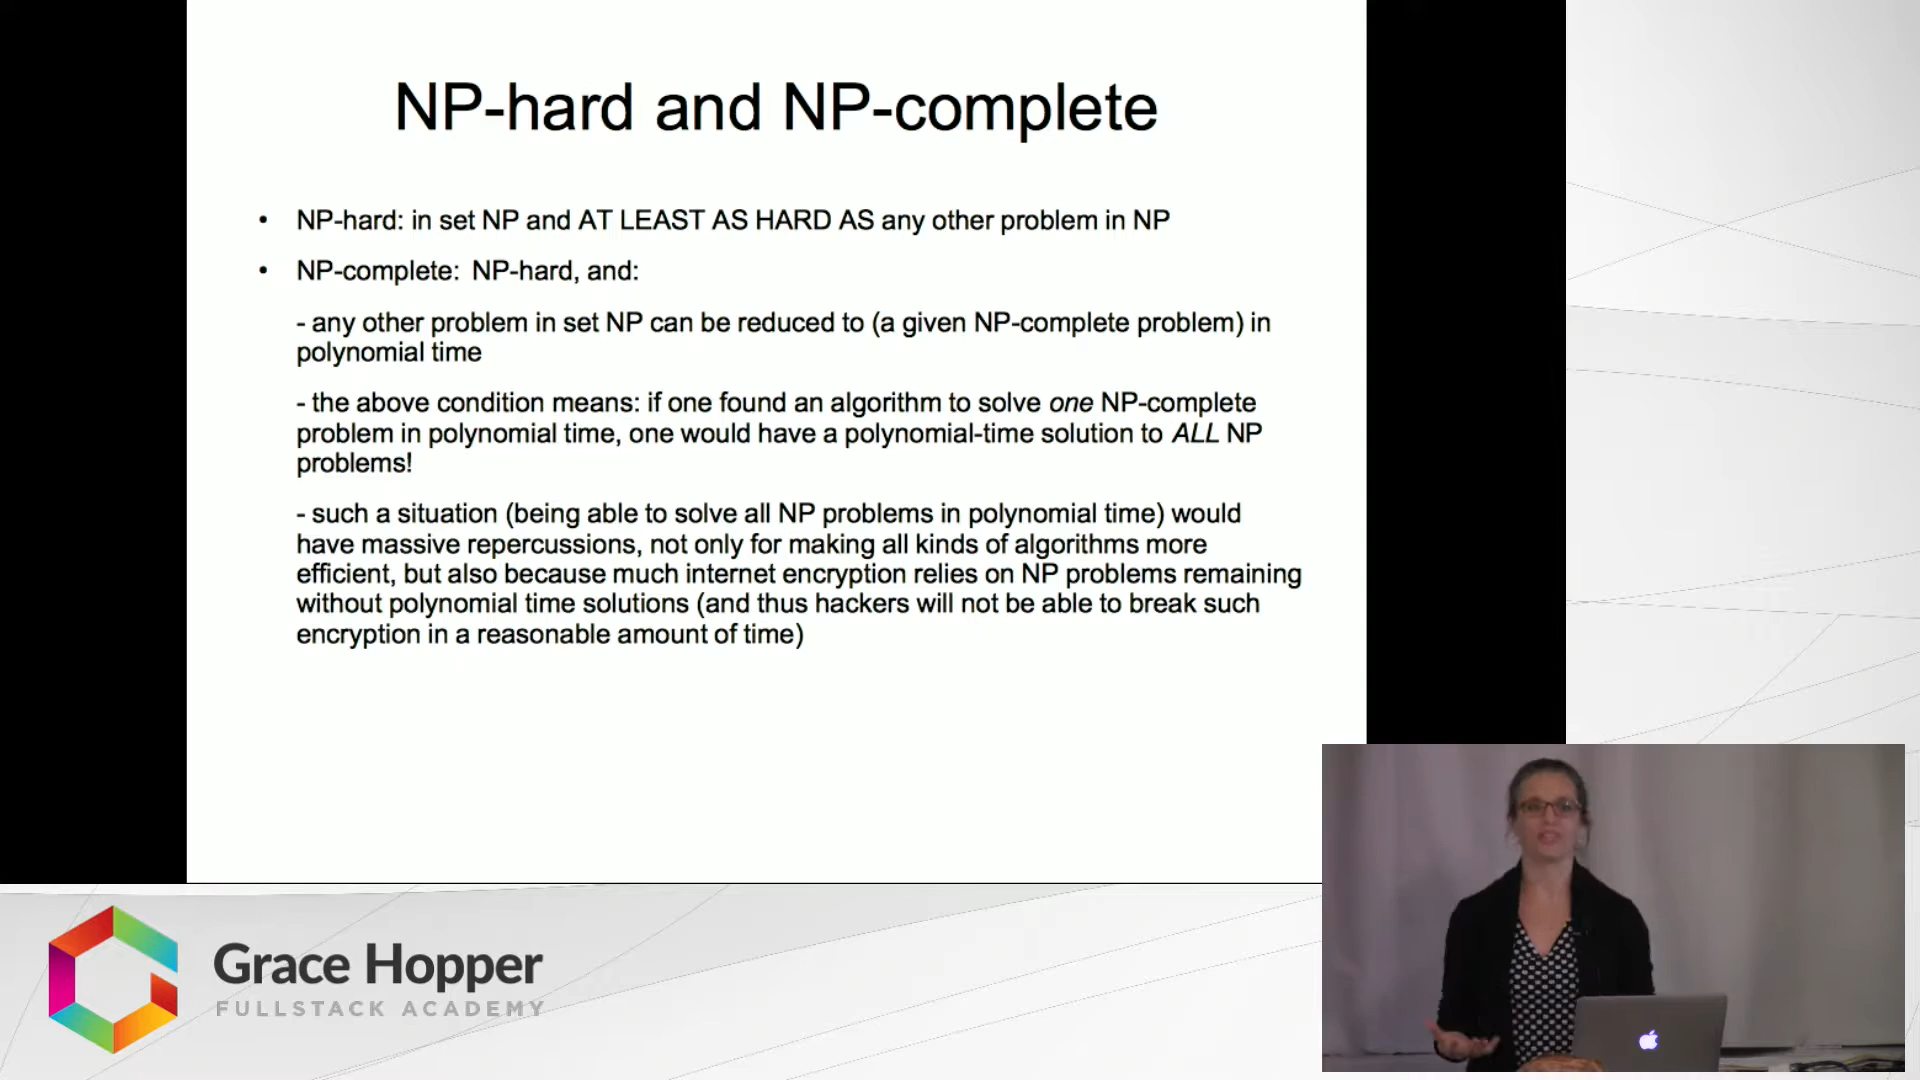 NP-hard and NP-complete
• NP-hard: in set NP and AT LEAST AS HARD AS any other problem in NP
• NP-complete: NP-hard, and:
- any other problem in set NP can be reduced to (a given NP-complete problem) in
polynomial time
- the above condition means: if one found an algorithm to solve one NP-complete
problem in polynomial time, one would have a polynomial-time solution to ALL NP
problems!
- such a situation (being able to solve all NP problems in polynomial time) would
have massive repercussions, not only for making all kinds of algorithms more
efficient, but also because much internet encryption relies on NP problems remaining
without polynomial time solutions (and thus hackers will not be able to break such
encryption in a reasonable amount of time)
Grace Hopper
FULLSTACK ACADEMY